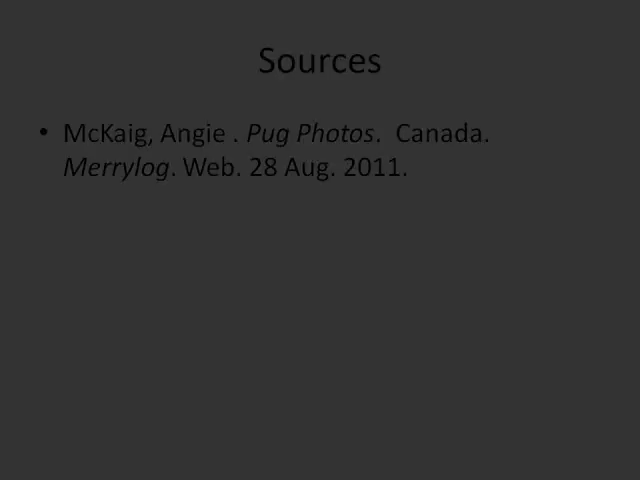 Sources
• McKaig, Angie . Pug Photos.  Canada.
Merrylog. Web. 28 Aug. 2011.